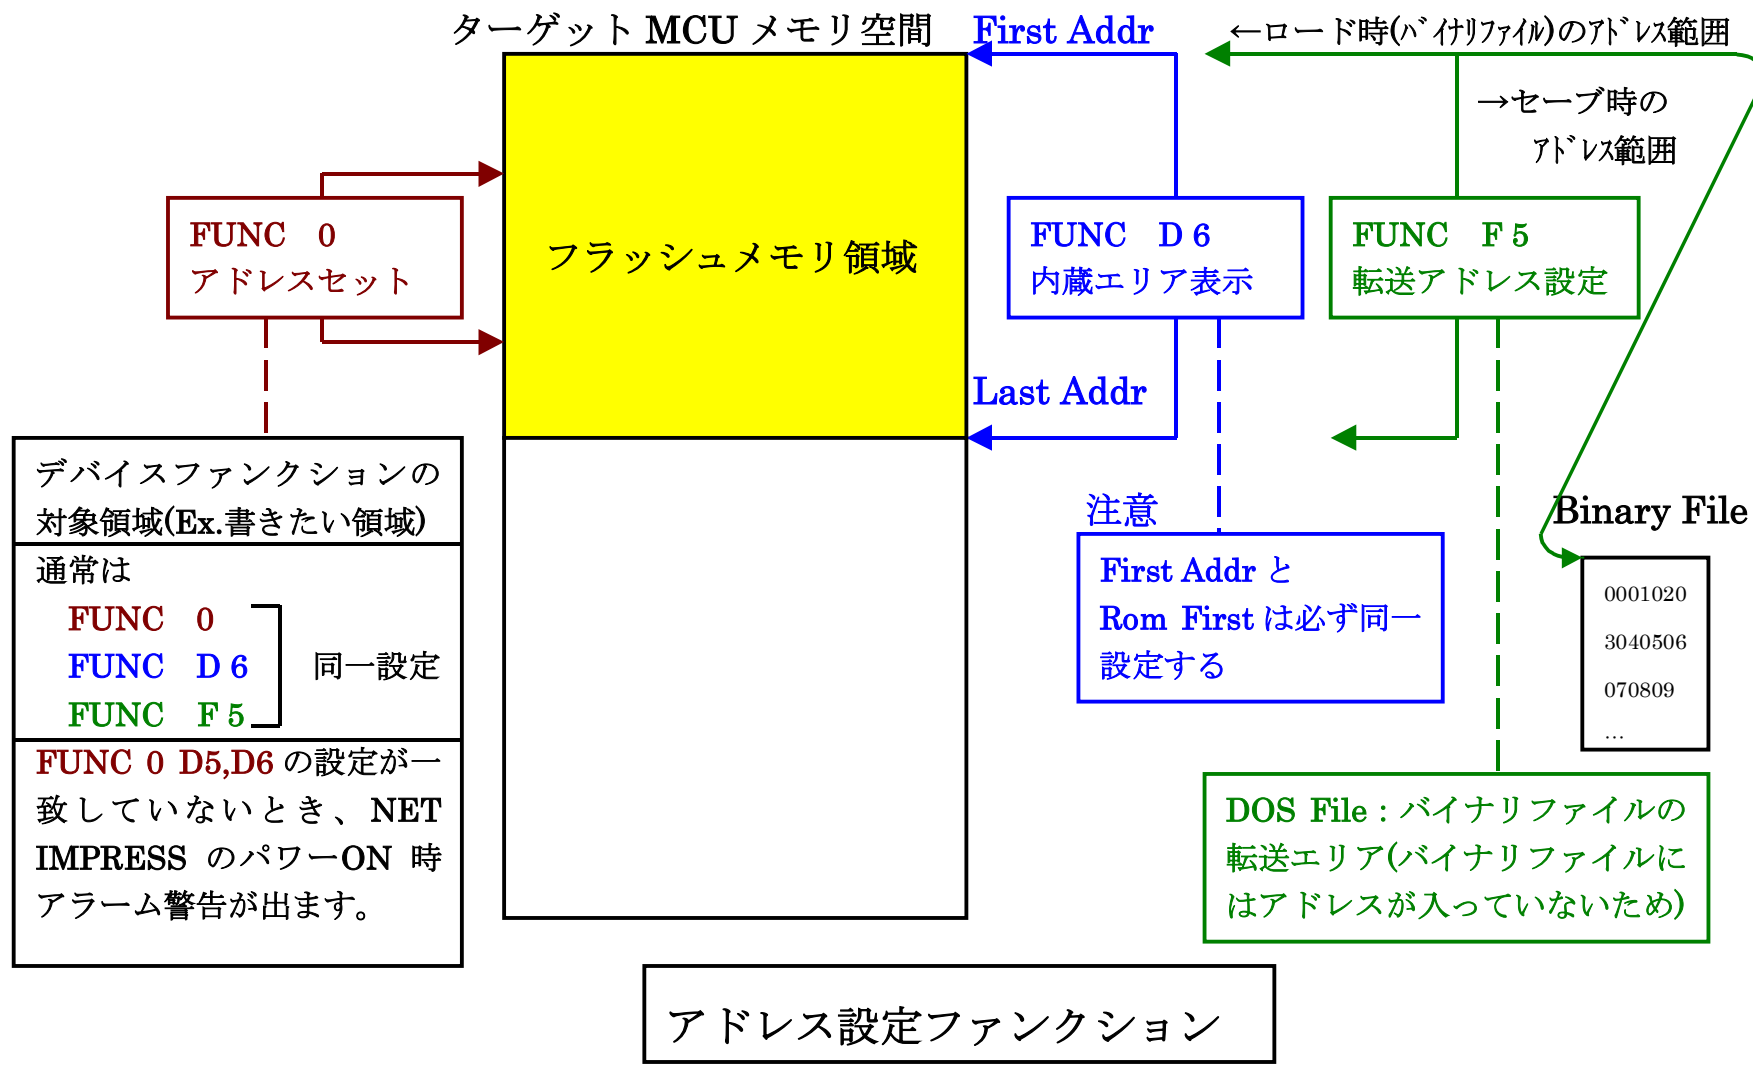 ターゲット MCU メモリ空間
First Addr
←ロード時(ﾊﾞｲﾅﾘﾌｧｲﾙ)のｱﾄﾞﾚｽ範囲
→セーブ時の
ｱﾄﾞﾚｽ範囲
FUNC 0
アドレスセット
フラッシュメモリ領域
FUNC D 6
内蔵エリア表示
FUNC F 5
転送アドレス設定
Last Addr
デバイスファンクションの
対象領域(Ex.書きたい領域)
通常は
FUNC 0
FUNC D 6
FUNC F 5
同一設定
FUNC 0 D5,D6 の設定が一
致していないとき、NET
IMPRESS のパワーON 時
アラーム警告が出ます。
注意
First Addr と
Rom First は必ず同一
設定する
Binary File
0001020
3040506
070809
…
DOS File : バイナリファイルの
転送エリア(バイナリファイルに
はアドレスが入っていないため)
アドレス設定ファンクション